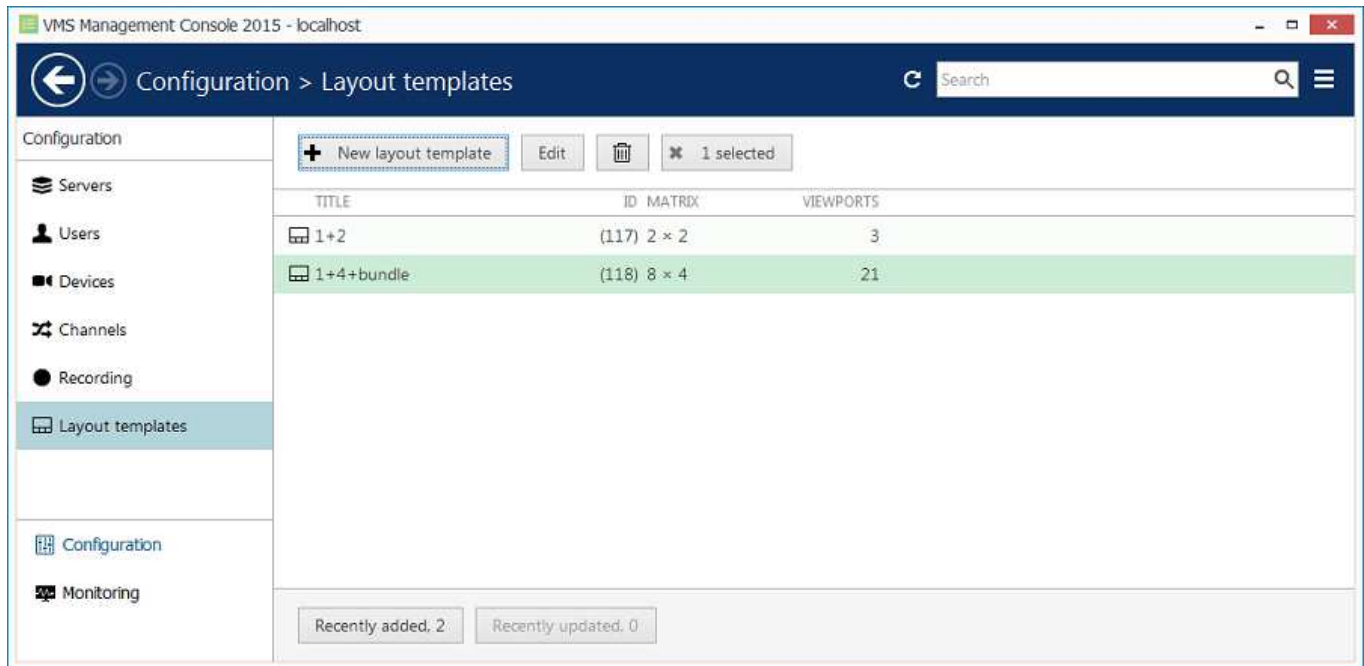 VMS Management Console 2015 - localhost
Configuration > Layout templates
Search
Configuration
Servers
Users
Devices
Channels
Recording
Layout templates
Configuration
Monitoring
New layout template Edit 1 selected
TITLE ID MATRIX VIEWPORTS
1+2 (117) 2 × 2 3
1+4+bundle (118) 8 × 4 21
Recently added, 2 Recently updated, 0